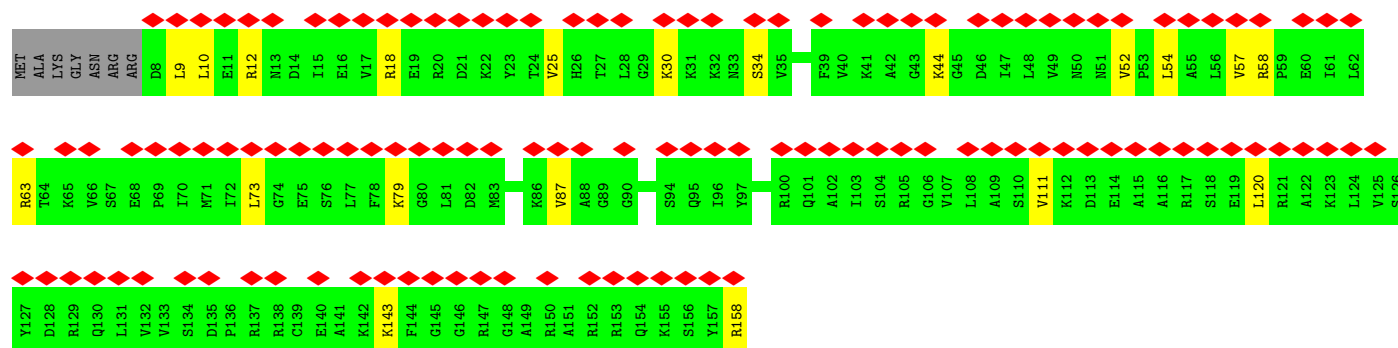 MET ALA LYS GLY ASN ARG ARG D8 L9 L10 E11 R12 N13 D14 I15 E16 V17 R18 E19 R20 D21 K22 Y23 T24 V25 H26 T27 L28 G29 K30 K31 K32 N33 S34 V35 F39 V40 K41 A42 G43 K44 G45 D46 I47 L48 V49 N50 N51 V52 P53 L54 A55 L56 V57 R58 P59 E60 I61 L62
R63 T64 K65 V66 S67 E68 P69 I70 M71 I72 L73 G74 E75 S76 L77 F78 K79 G80 L81 D82 M83 K86 V87 A88 G89 G90 S94 Q95 I96 Y97 R100 Q101 A102 I103 S104 R105 G106 V107 L108 A109 S110 V111 K112 D113 E114 A115 A116 R117 S118 E119 L120 R121 A122 K123 L124 V125 S126
Y127 D128 R129 Q130 L131 V132 V133 S134 D135 P136 R137 R138 C139 E140 A141 K142 K143 F144 G145 G146 R147 G148 A149 R150 A151 R152 R153 Q154 K155 S156 Y157 R158